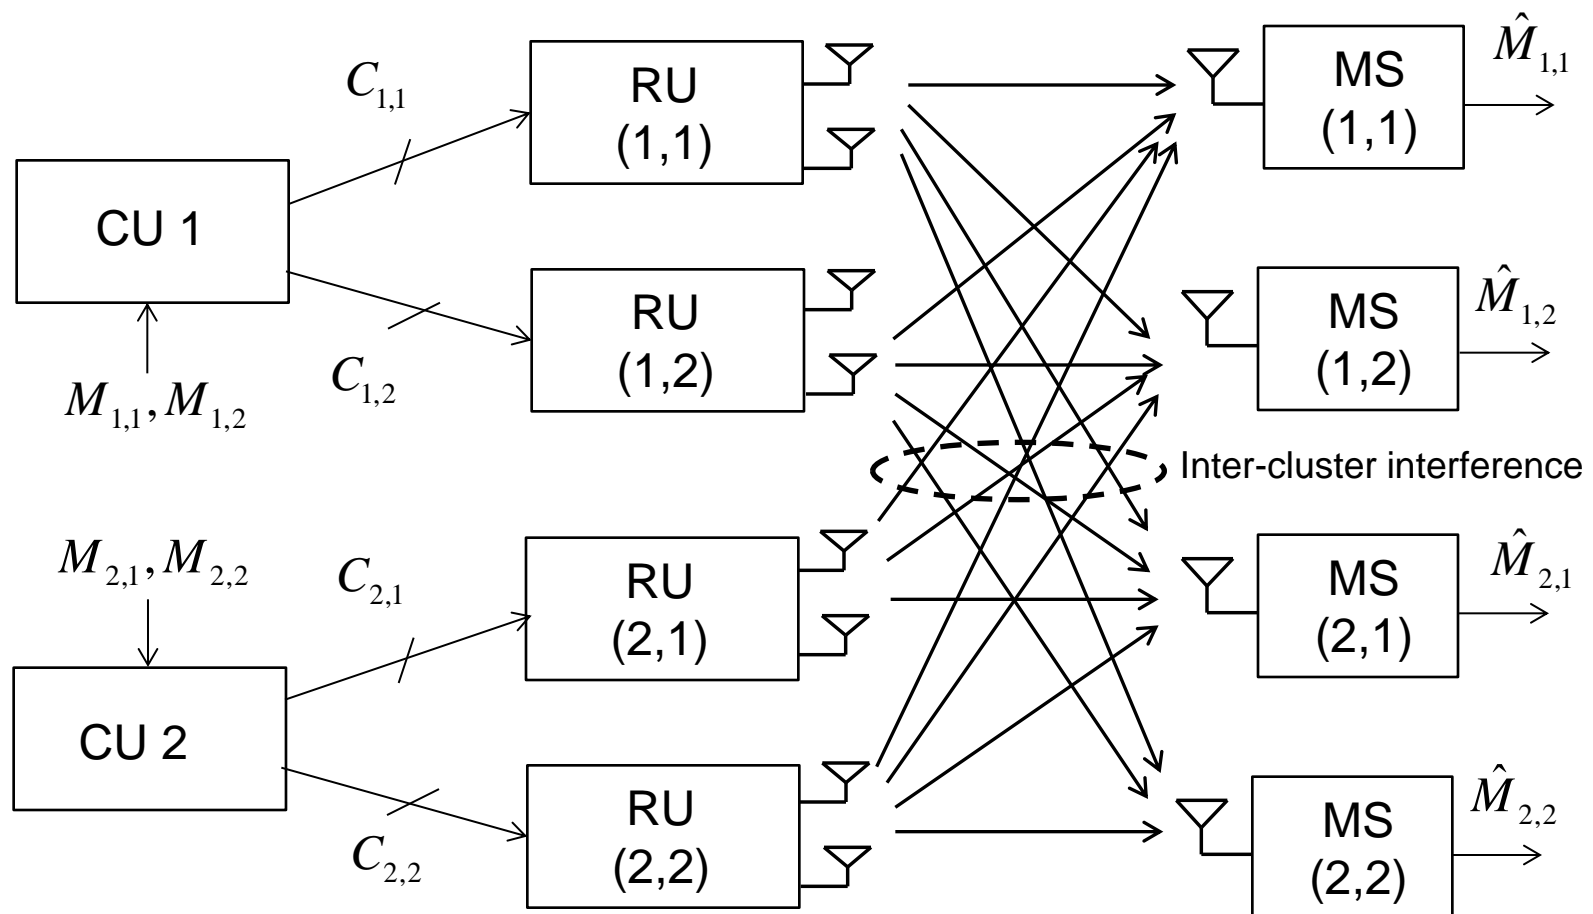 C1,1
RU
(1,1)
MS
(1,1)
M̂1,1
CU 1
M1,1, M1,2
C1,2
RU
(1,2)
MS
(1,2)
M̂1,2
Inter-cluster interference
M2,1, M2,2
C2,1
RU
(2,1)
MS
(2,1)
M̂2,1
CU 2
C2,2
RU
(2,2)
MS
(2,2)
M̂2,2